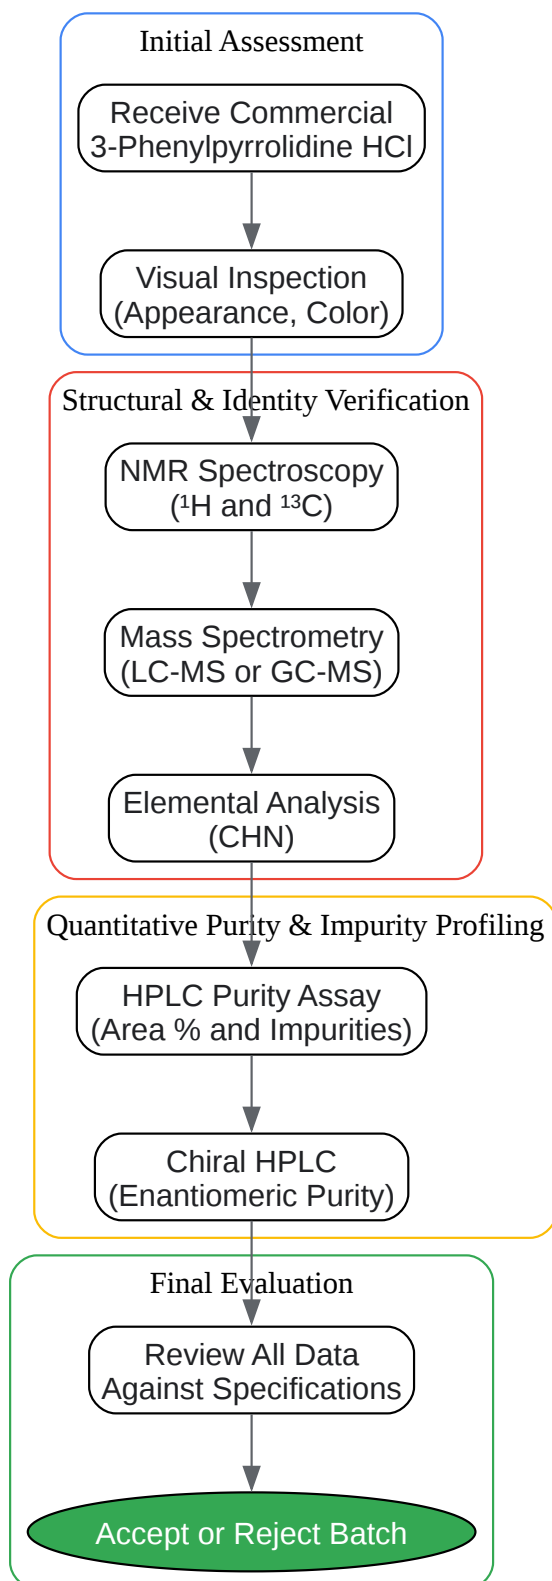 Initial Assessment
Receive Commercial
3-Phenylpyrrolidine HCl
Visual Inspection
(Appearance, Color)
Structural & Identity Verification
NMR Spectroscopy
(¹H and ¹³C)
Mass Spectrometry
(LC-MS or GC-MS)
Elemental Analysis
(CHN)
Quantitative Purity & Impurity Profiling
HPLC Purity Assay
(Area % and Impurities)
Chiral HPLC
(Enantiomeric Purity)
Final Evaluation
Review All Data
Against Specifications
Accept or Reject Batch